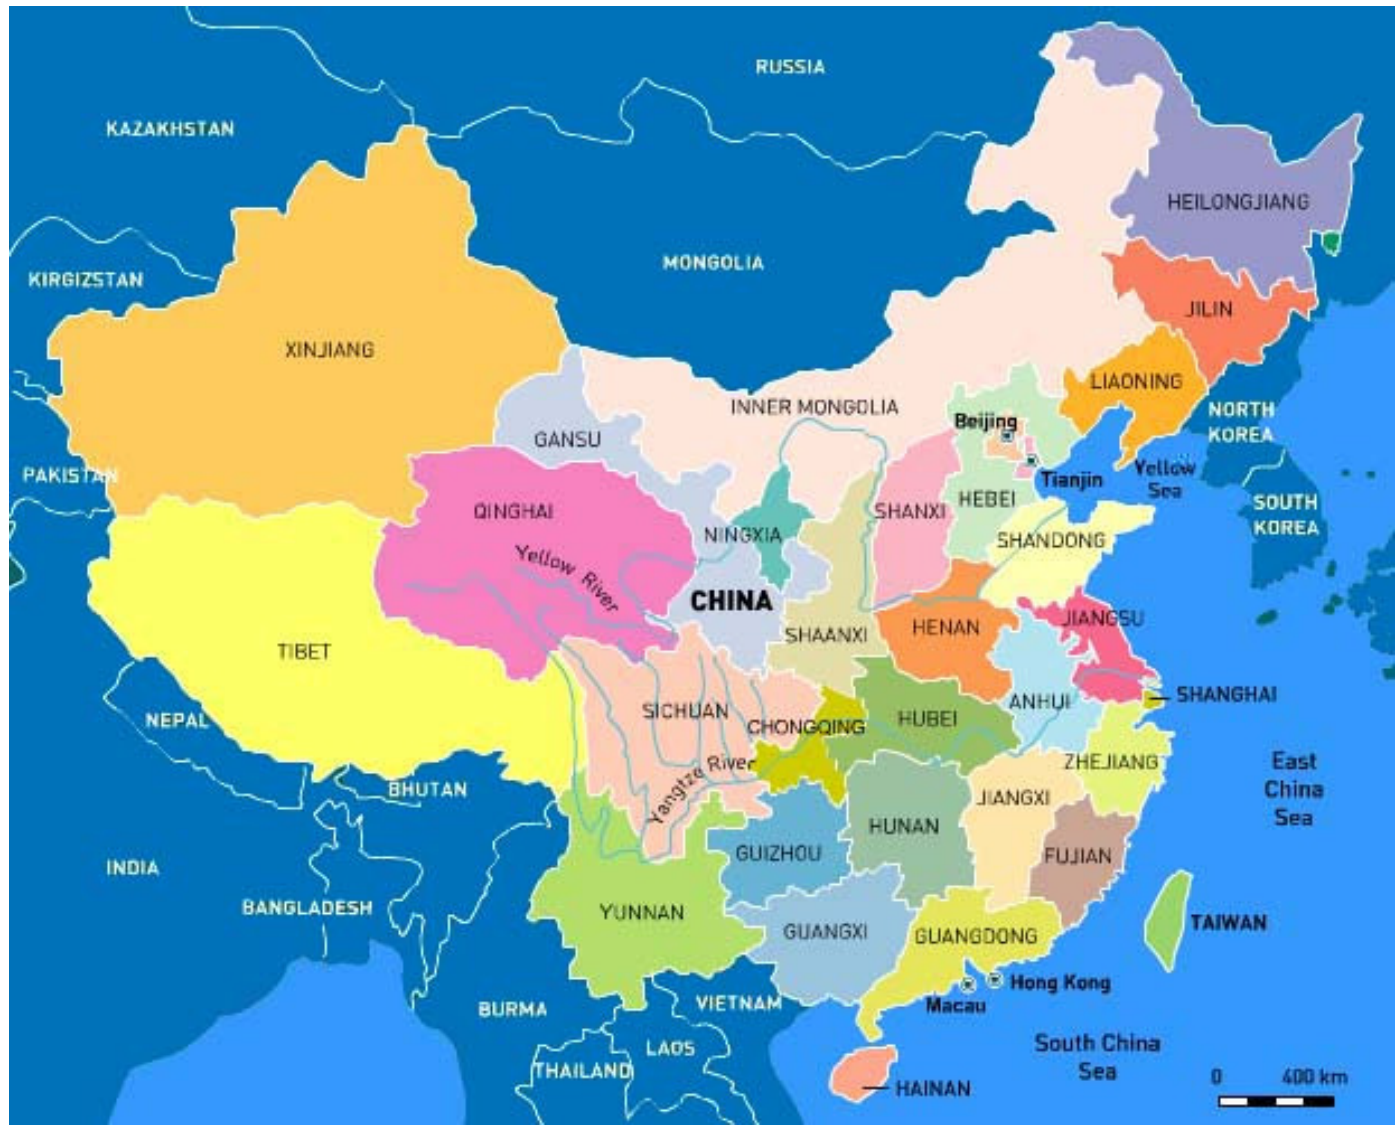 RUSSIA
KAZAKHSTAN
HEILONGJIANG
MONGOLIA
KIRGIZSTAN
JILIN
XINJIANG
LIAONING
INNER MONGOLIA
NORTH
KOREA
Beijing
GANSU
PAKISTAN
Yellow
Sea
Tianjin
HEBEI
SHANXI
QINGHAI
SOUTH
KOREA
NINGXIA
SHANDONG
Yellow River
CHINA
JIANGSU
HENAN
SHAANXI
TIBET
SHANGHAI
ANHUI
SICHUAN
NEPAL
HUBEI
CHONGQING
ZHEJIANG
Yangtze River
East
China
Sea
BHUTAN
JIANGXI
HUNAN
GUIZHOU
FUJIAN
INDIA
BANGLADESH
YUNNAN
TAIWAN
GUANGXI
GUANGDONG
Hong Kong
Macau
VIETNAM
BURMA
South China
Sea
LAOS
THAILAND
HAINAN
0 400 km